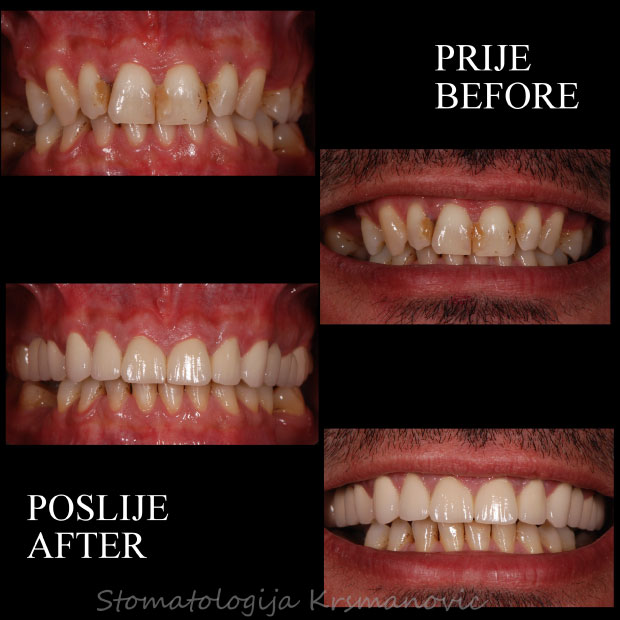 PRIJE
BEFORE
POSLIJE
AFTER
Stomatologija Krsmanovic